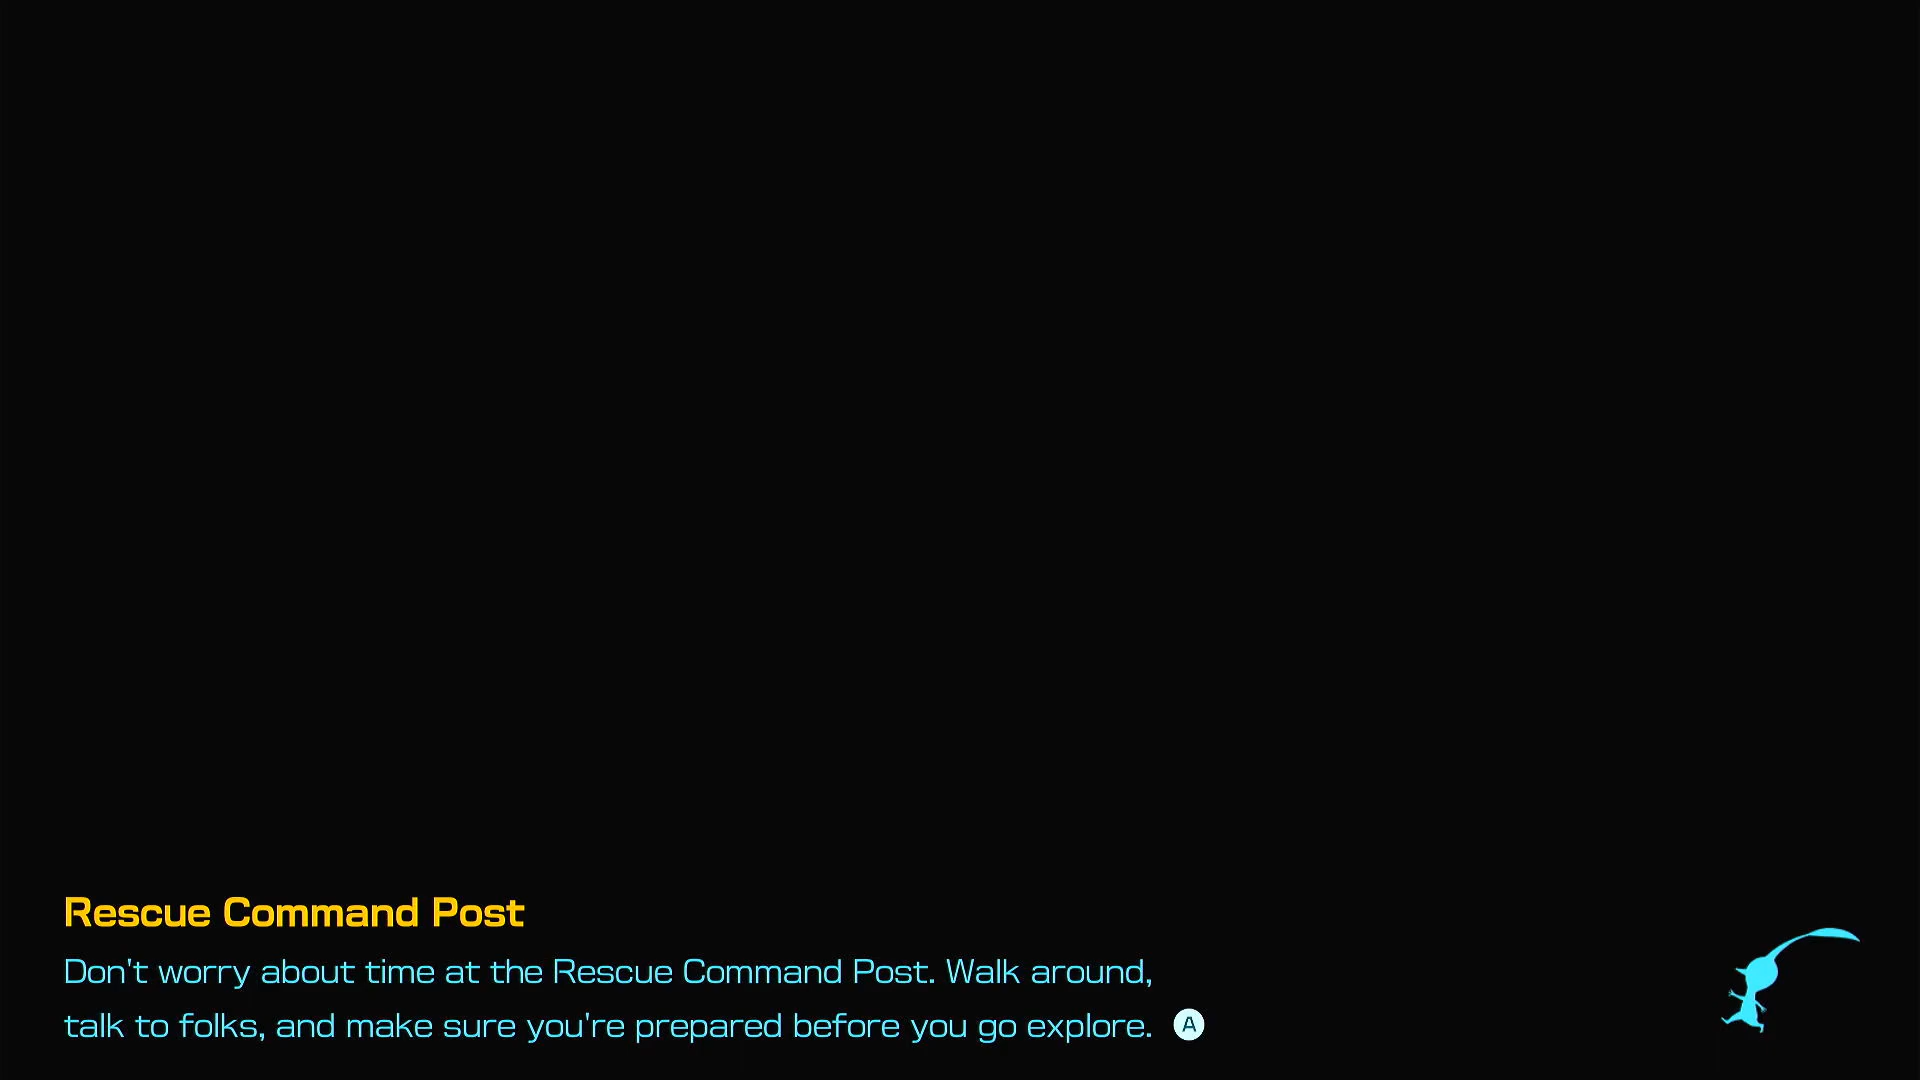 Rescue Command Post
Don't worry about time at the Rescue Command Post. Walk around,
talk to folks, and make sure you're prepared before you go explore. A